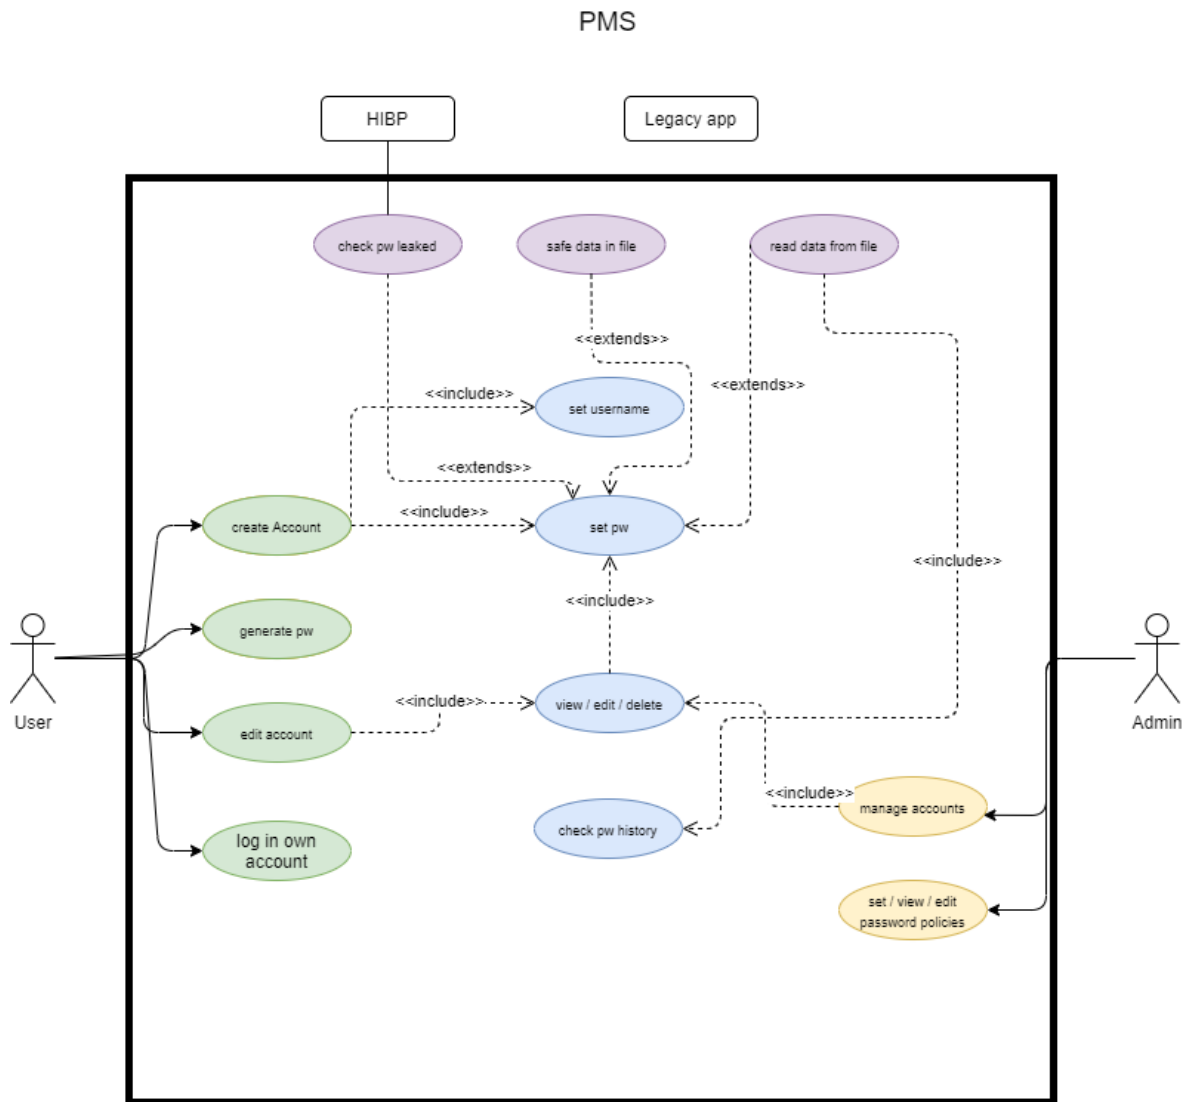 PMS
HIBP
Legacy app
check pw leaked
safe data in file
read data from file
<<extends>>
<<extends>>
<<include>>
set username
<<extends>>
create Account
<<include>>
set pw
<<include>>
<<include>>
generate pw
User
Admin
edit account
<<include>>
view / edit / delete
<<include>>
manage accounts
check pw history
log in own
account
set / view / edit
password policies